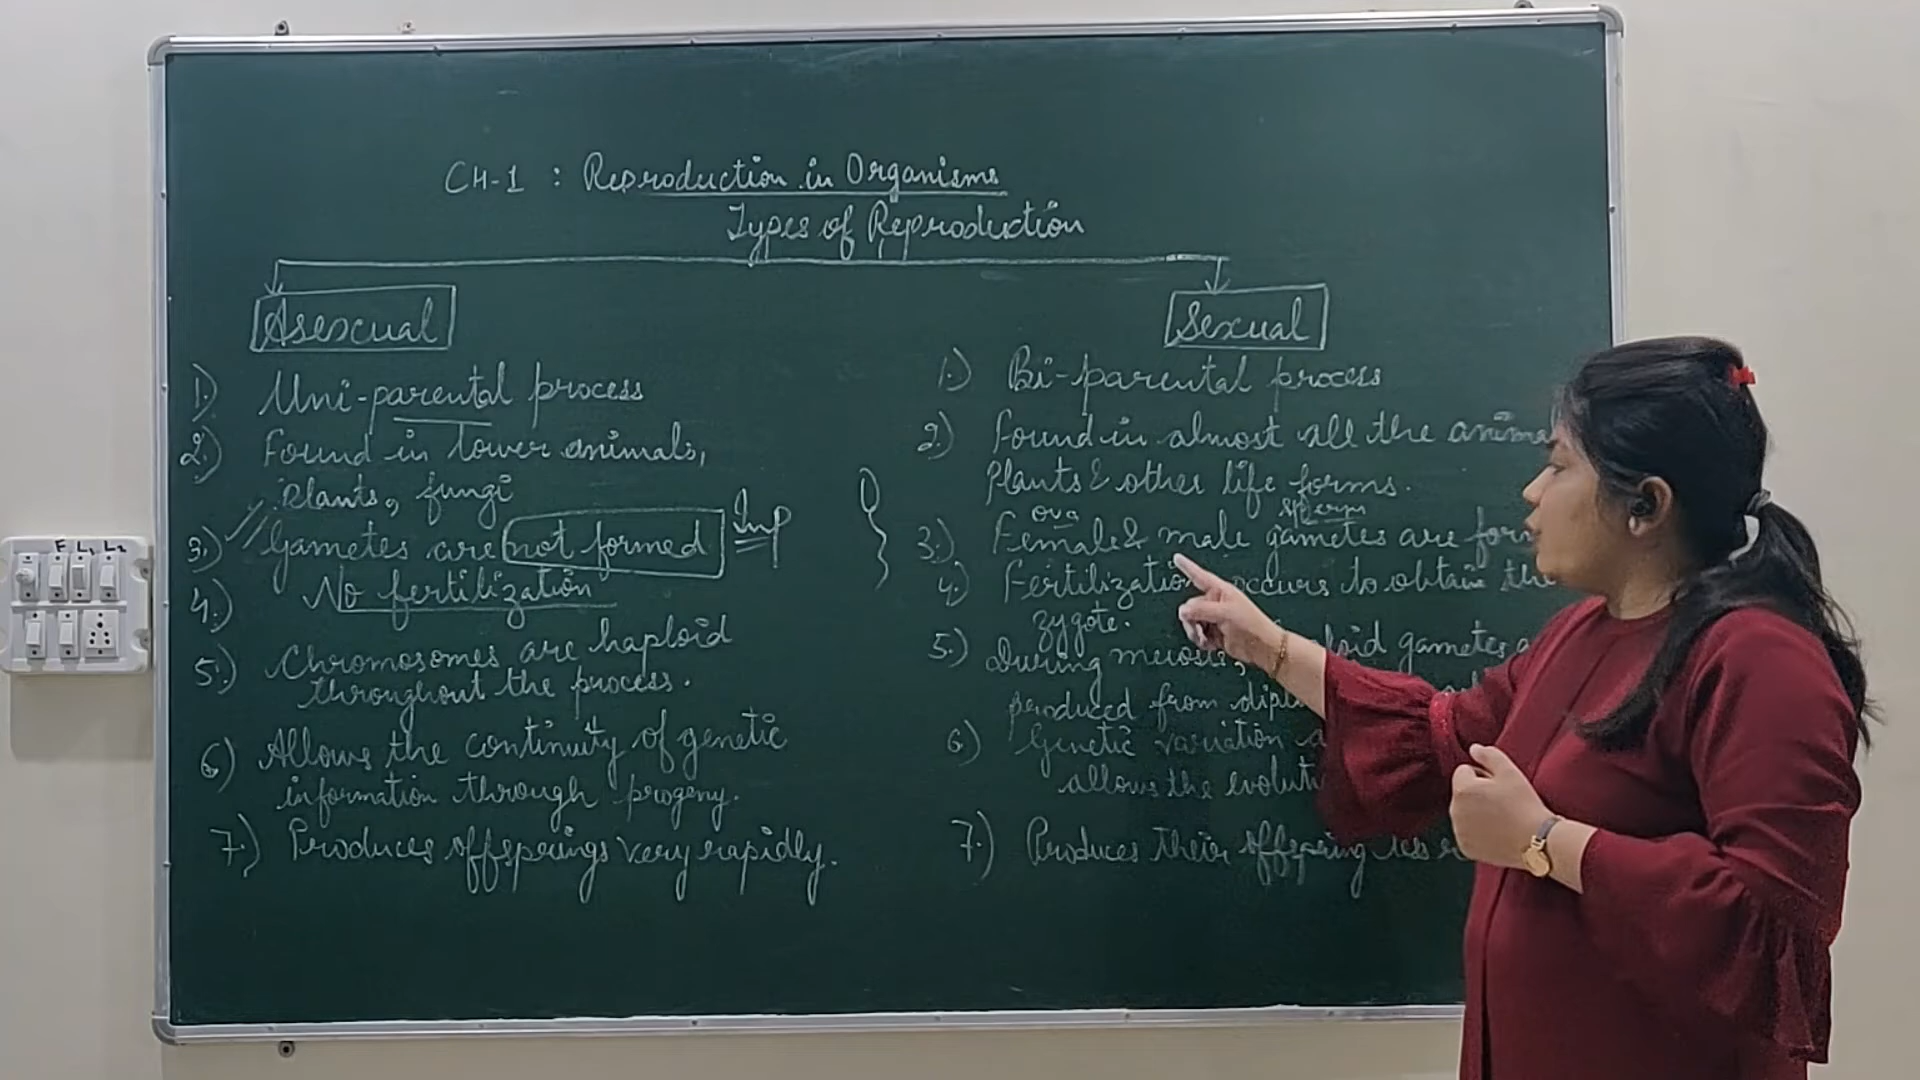 CH-1 : Reproduction in Organisms
Types of Reproduction
Asexual
1.) Uni-parental process
2.) Found in lower animals,
Plants, fungi
3.) Gametes are not formed Imp
4.) No fertilization
5.) Chromosomes are haploid
throughout the process.
6.) Allows the continuity of genetic
information through progeny.
7.) Produces offsprings very rapidly.
Sexual
1.) Bi-parental process
2.) Found in almost all the
Plants & other life forms.
ova sperm
3.) Female & male gametes are
4.) Fertilization occurs to obtain the
zygote.
5.) During meiosis, gametes
produced from
6.) Genetic variation
allows the
7.) Produces their offspring less
F L1 L2